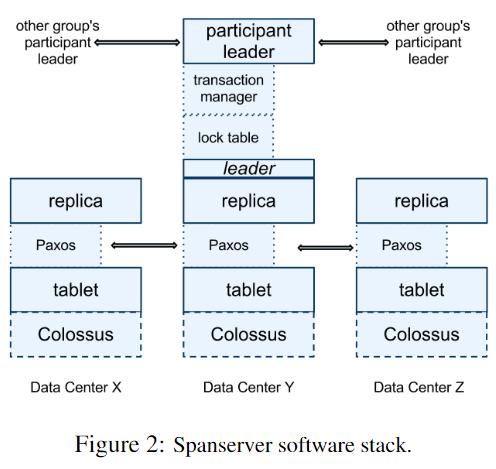 other group's
participant
leader
participant
leader
other group's
participant
leader
transaction
manager
lock table
leader
replica
replica
replica
Paxos
Paxos
Paxos
tablet
tablet
tablet
Colossus
Colossus
Colossus
Data Center X
Data Center Y
Data Center Z
Figure 2: Spanserver software stack.